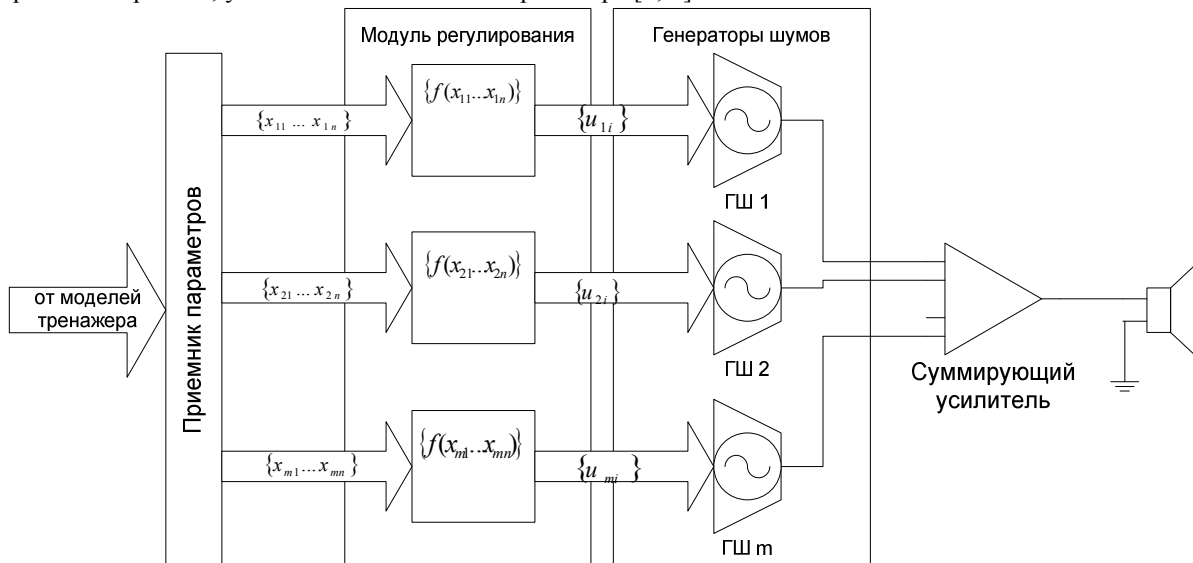 Модуль регулирования
Генераторы шумов
Приемник параметров
от моделей
тренажера
{x11 ... x1n}
{f(x11...x1n)}
{u1i}
ГШ 1
{x21 ... x2n}
{f(x21...x2n)}
{u2i}
ГШ 2
{xm1 ... xmn}
{f(xm1...xmn)}
{u mi }
ГШ m
Суммирующий
усилитель